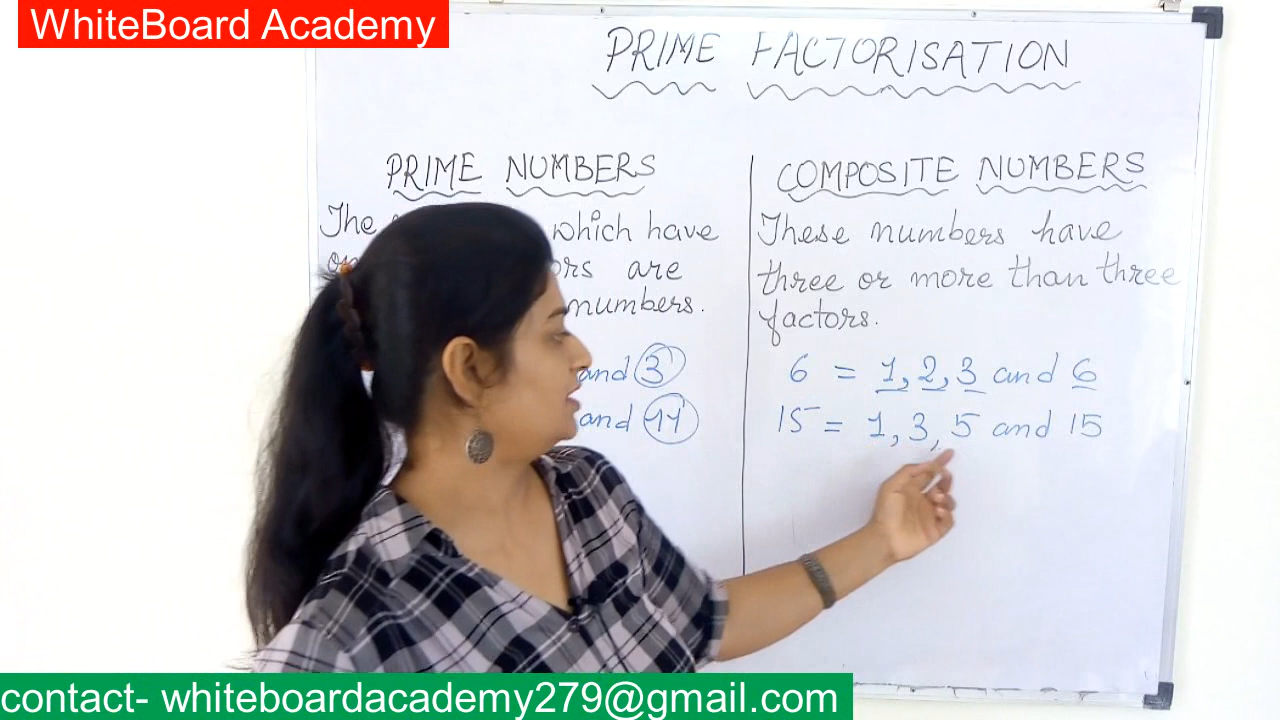 WhiteBoard Academy
PRIME FACTORISATION
PRIME NUMBERS
The which have
are
numbers.
and 3
and 11
COMPOSITE NUMBERS
These numbers have
three or more than three
factors.
6 = 1, 2, 3 and 6
15 = 1, 3, 5 and 15
contact- whiteboardacademy279@gmail.com